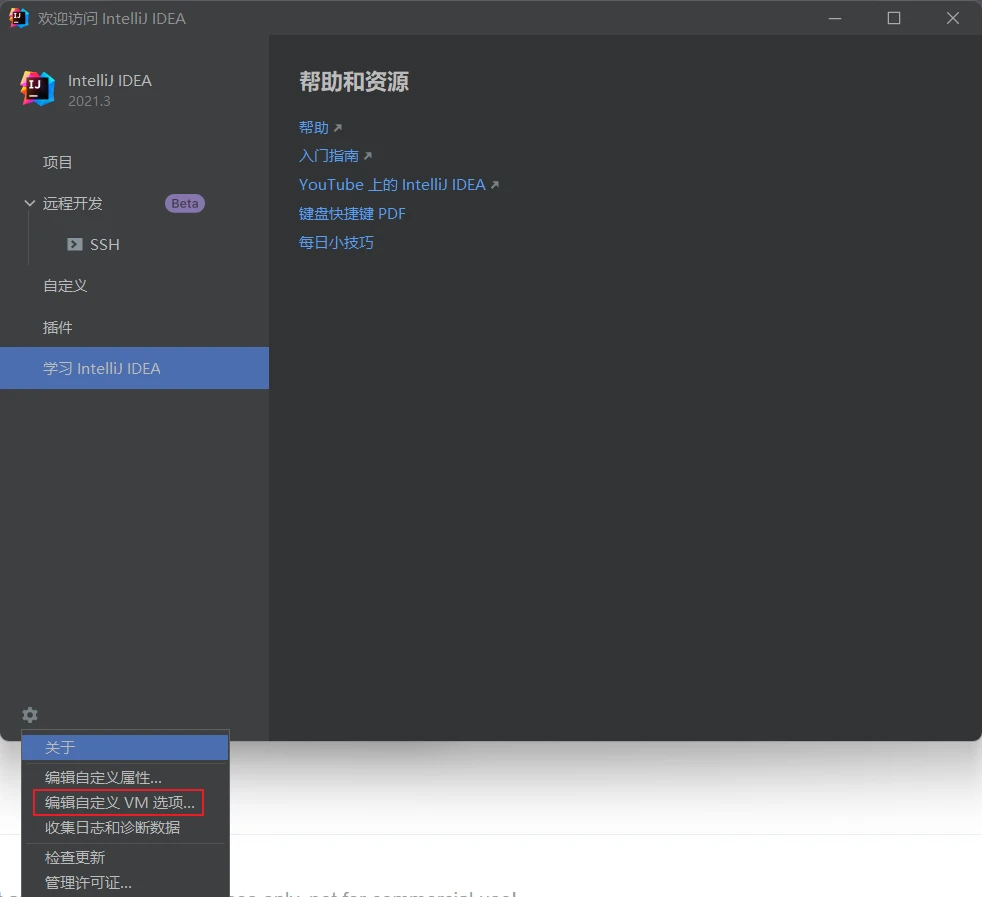 欢迎访问 IntelliJ IDEA
IntelliJ IDEA
2021.3
项目
远程开发 Beta
SSH
自定义
插件
学习 IntelliJ IDEA
帮助和资源
帮助
入门指南
YouTube 上的 IntelliJ IDEA
键盘快捷键 PDF
每日小技巧
关于
编辑自定义属性...
编辑自定义 VM 选项...
收集日志和诊断数据
检查更新
管理许可证...
only, not for commercial use!